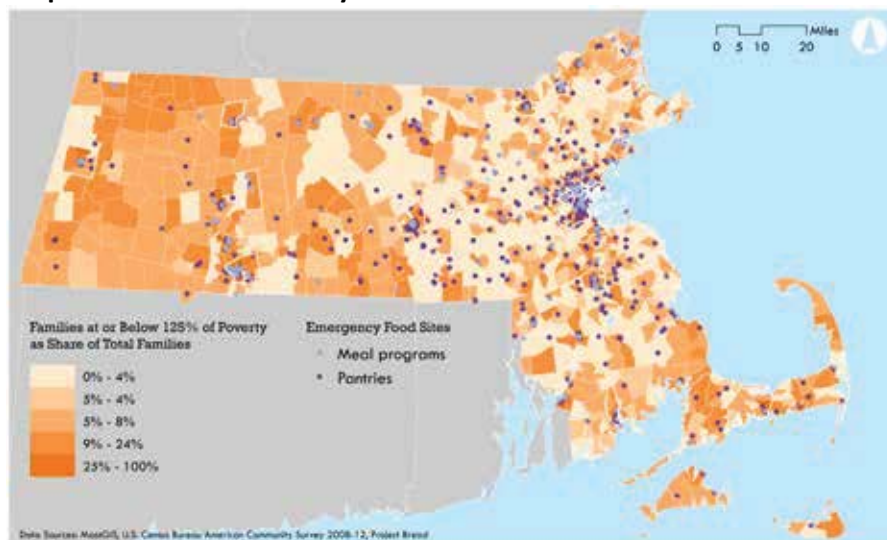 Miles
0 5 10 20
Families at or Below 125% of Poverty
as Share of Total Families
0% - 4%
5% - 4%
5% - 8%
9% - 24%
25% - 100%
Emergency Food Sites
Meal programs
Pantries
Data Sources: MassGIS, U.S. Census Bureau American Community Survey 2008-12, Project Bread